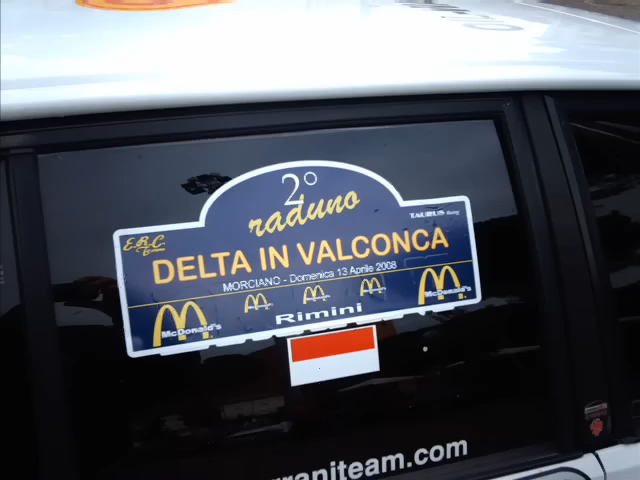 2°
raduno
E.R.C.
TAURUS
DELTA IN VALCONCA
MORCIANO - Domenica 13 Aprile 2008
McDonald's
McDonald's
Rimini
raniteam.com